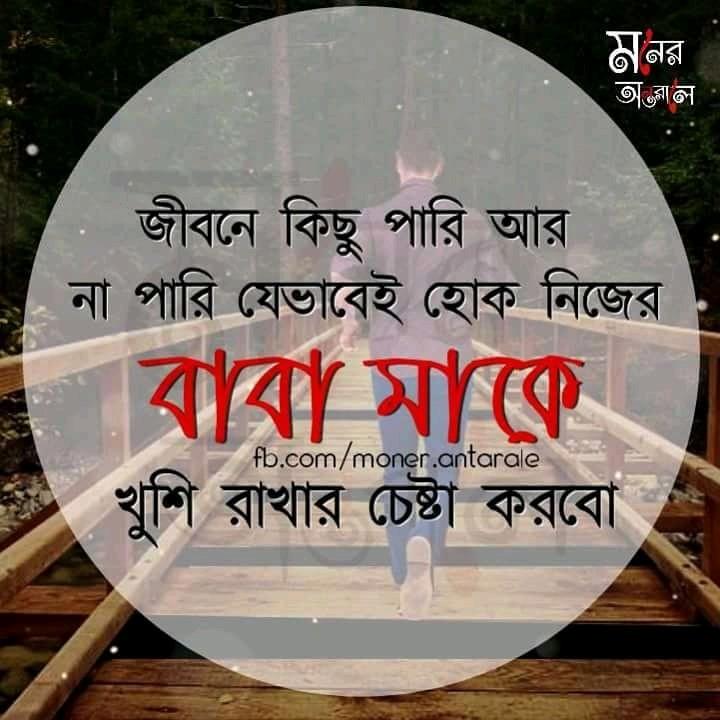 মনের
অন্তরালে
জীবনে কিছু পারি আর
না পারি যেভাবেই হোক নিজের
বাবা মাকে
fb.com/moner.antarale
খুশি রাখার চেষ্টা করবো